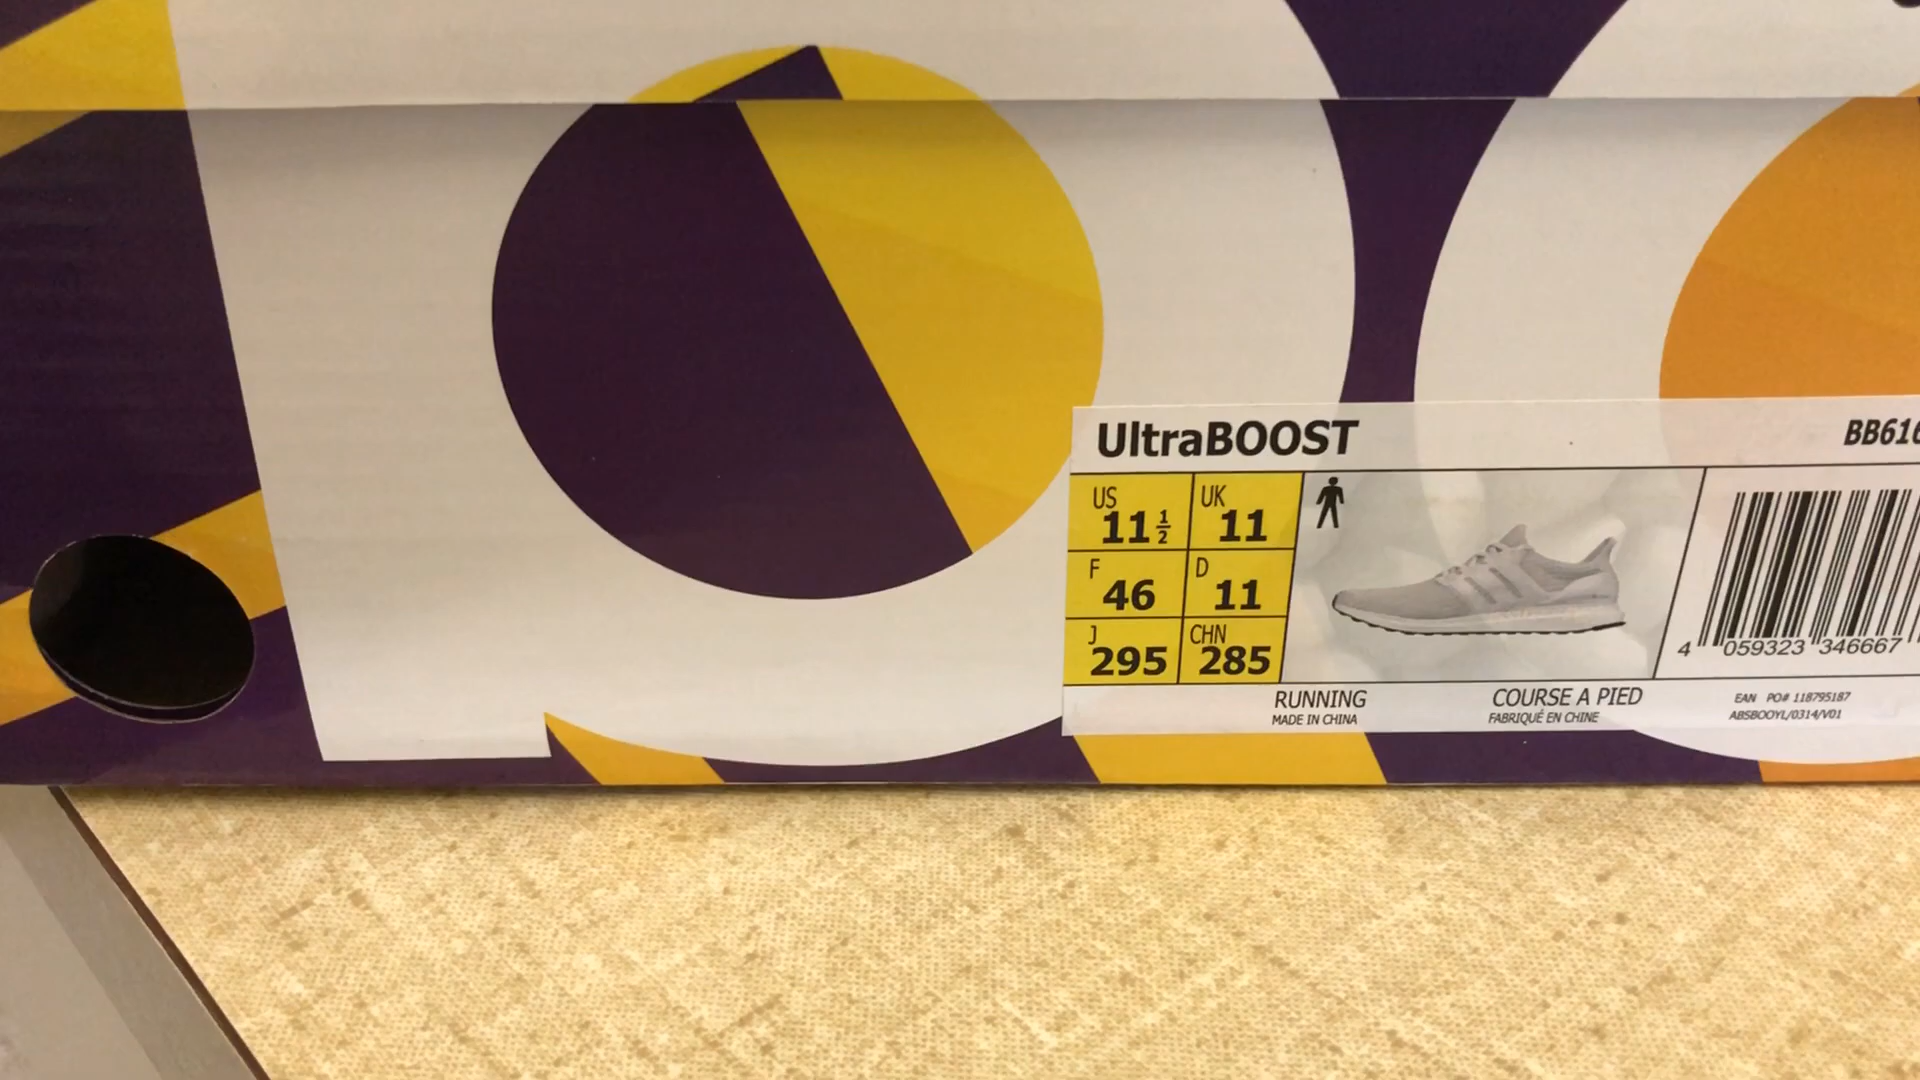 UltraBOOST
BB616
US 11 1/2 UK 11
F 46 D 11
J 295 CHN 285
4 059323 346667
RUNNING COURSE A PIED EAN PO# 118795187
MADE IN CHINA FABRIQUÉ EN CHINE ABSBOOYL/0314/V01